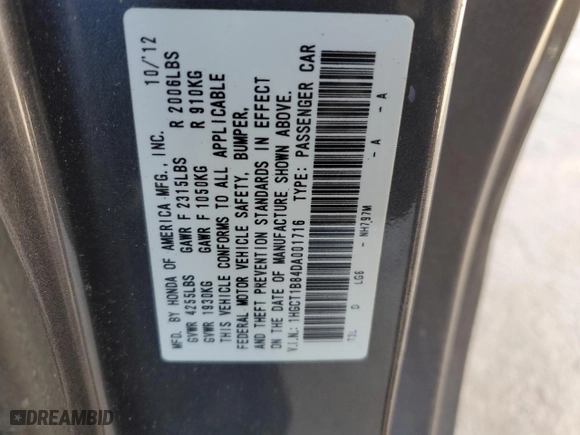 MFD. BY HONDA OF AMERICA MFG., INC. 10/'12
GVWR 4255LBS GAWR F 2315LBS R 2006LBS
GVWR 1930KG GAWR F 1050KG R 910KG
THIS VEHICLE CONFORMS TO ALL APPLICABLE
FEDERAL MOTOR VEHICLE SAFETY, BUMPER,
AND THEFT PREVENTION STANDARDS IN EFFECT
ON THE DATE OF MANUFACTURE SHOWN ABOVE.
V.I.N.: 1HGCT1B84DA001716 TYPE: PASSENGER CAR
T3L D LG6 NH797M - A - A
DREAMBID